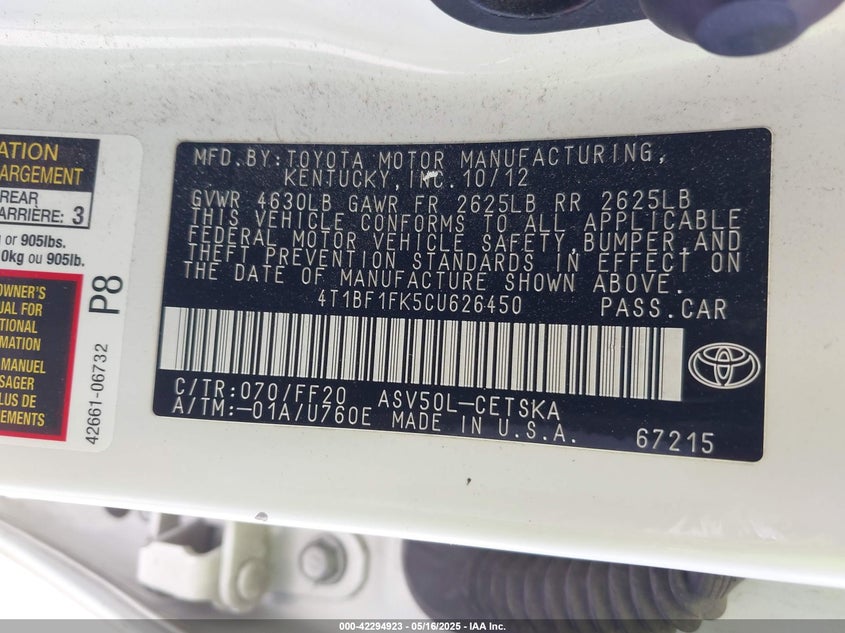 ATION
ARGEMENT
REAR
ARRIÈRE: 3
or 905lbs.
0kg ou 905lb.
OWNER'S
UAL FOR
TIONAL
MATION
MANUEL
SAGER
LUS DE
EMENTS
P8
42661-06732
MFD.BY:TOYOTA MOTOR MANUFACTURING,
KENTUCKY, INC. 10/12
GVWR 4630LB GAWR FR 2625LB RR 2625LB
THIS VEHICLE CONFORMS TO ALL APPLICABLE
FEDERAL MOTOR VEHICLE SAFETY,BUMPER,AND
THEFT PREVENTION STANDARDS IN EFFECT ON
THE DATE OF MANUFACTURE SHOWN ABOVE.
4T1BF1FK5CU626450 PASS.CAR
C/TR:070/FF20 ASV50L-CETSKA
A/TM:-01A/U760E MADE IN U.S.A. 67215
TOYOTA
000-42294923 - 05/16/2025 - IAA Inc.